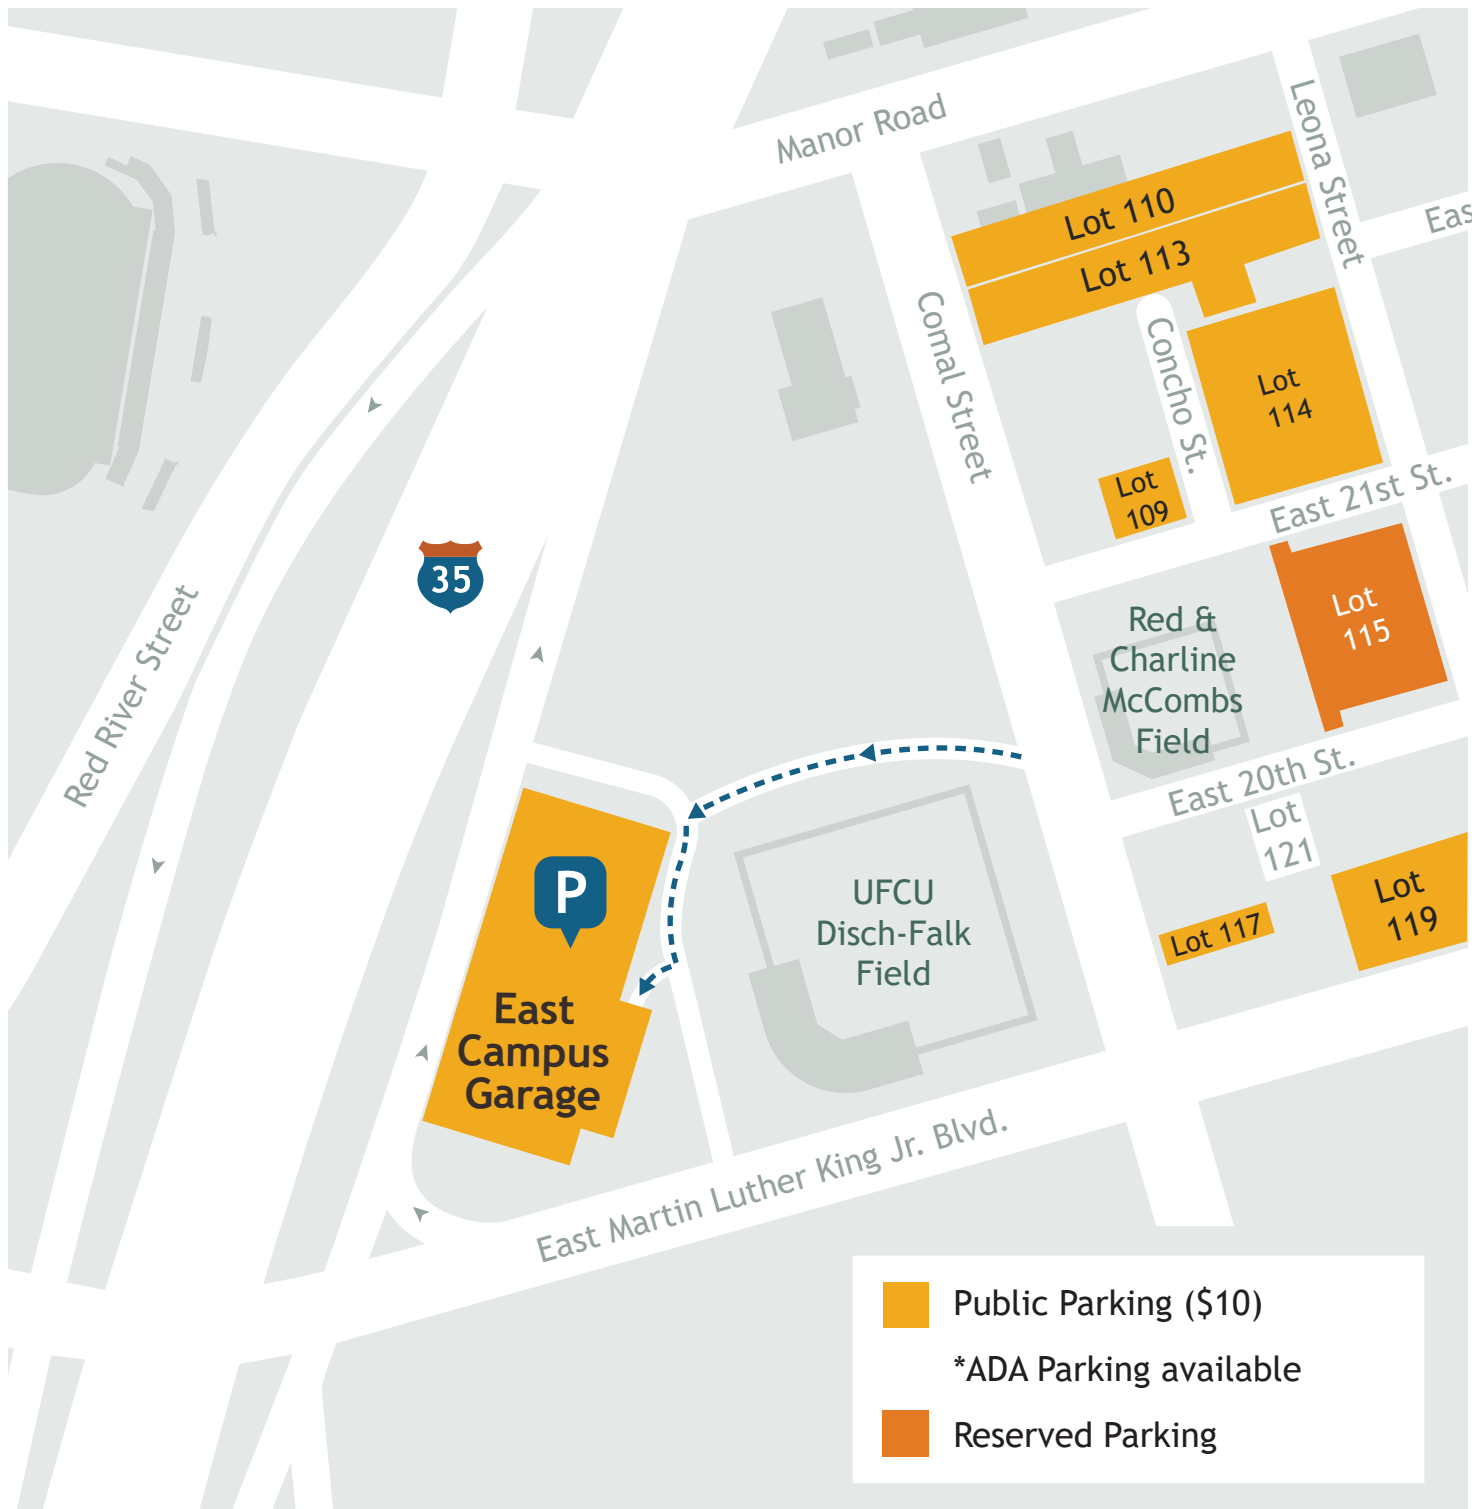 Manor Road
Leona Street
Eas
Lot 110
Lot 113
Comal Street
Concho St.
Lot
114
Lot
109
East 21st St.
35
Red River Street
Red &
Charline
McCombs
Field
Lot
115
East 20th St.
Lot
121
Lot
119
Lot 117
P
East
Campus
Garage
UFCU
Disch-Falk
Field
East Martin Luther King Jr. Blvd.
Public Parking ($10)
*ADA Parking available
Reserved Parking